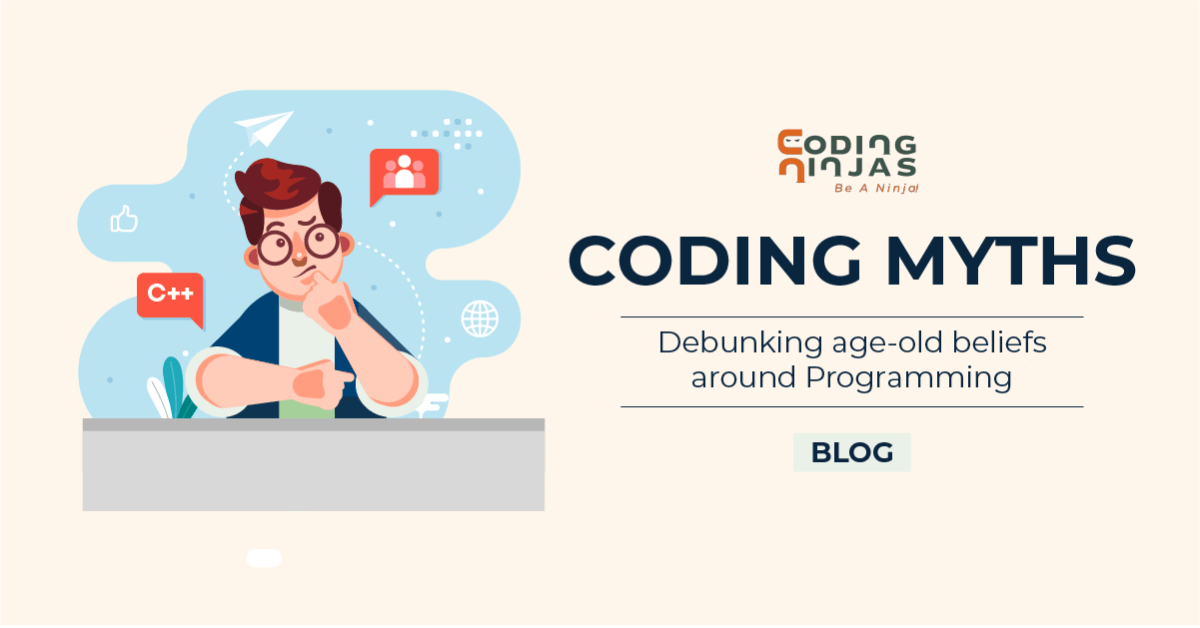 CODING
NINJAS
Be A Ninja!
CODING MYTHS
Debunking age-old beliefs
around Programming
BLOG
C++